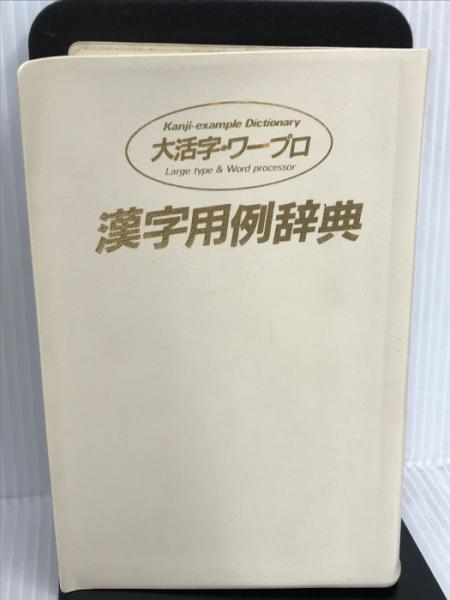 Kanji-example Dictionary
大活字・ワープロ
Large type & Word processor
漢字用例辞典